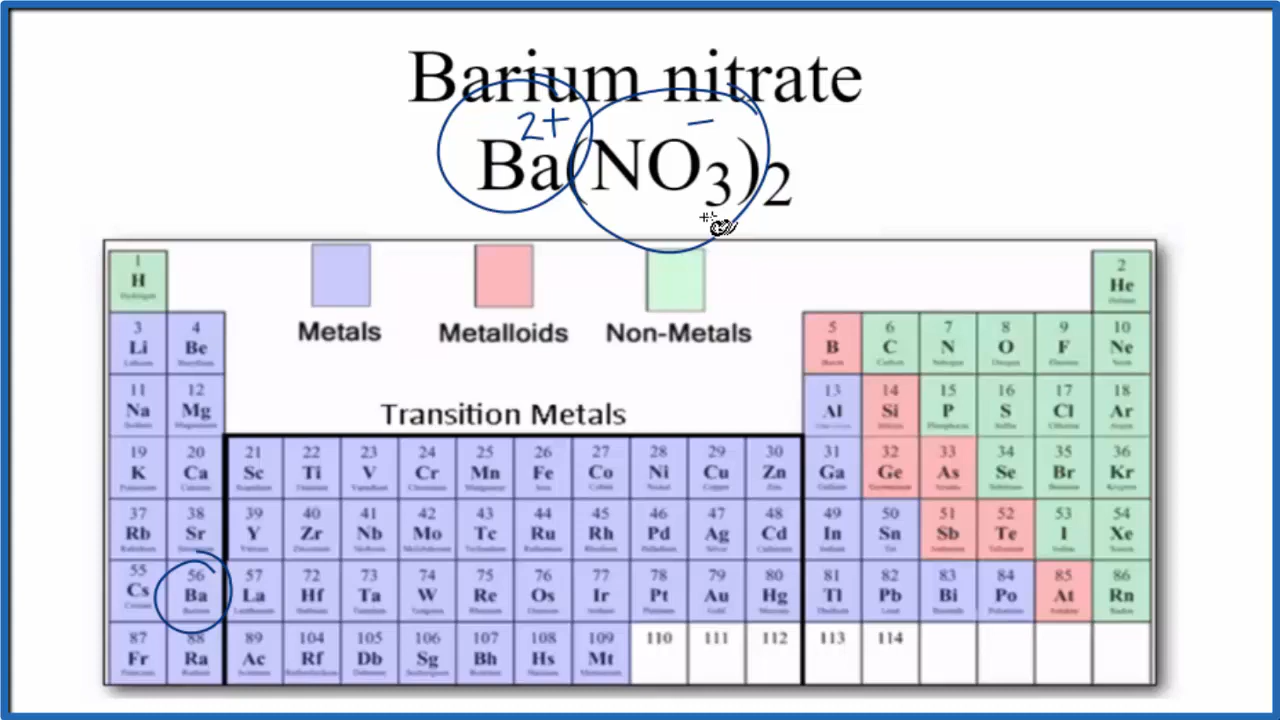 Barium nitrate
2+ −
Ba(NO₃)₂
Metals Metalloids Non-Metals
Transition Metals
1 2
H He
Hydrogen Helium
3 4 5 6 7 8 9 10
Li Be B C N O F Ne
11 12 13 14 15 16 17 18
Na Mg Al Si P S Cl Ar
19 20 21 22 23 24 25 26 27 28 29 30 31 32 33 34 35 36
K Ca Sc Ti V Cr Mn Fe Co Ni Cu Zn Ga Ge As Se Br Kr
37 38 39 40 41 42 43 44 45 46 47 48 49 50 51 52 53 54
Rb Sr Y Zr Nb Mo Tc Ru Rh Pd Ag Cd In Sn Sb Te I Xe
55 56 57 72 73 74 75 76 77 78 79 80 81 82 83 84 85 86
Cs Ba La Hf Ta W Re Os Ir Pt Au Hg Tl Pb Bi Po At Rn
87 88 89 104 105 106 107 108 109 110 111 112 113 114
Fr Ra Ac Rf Db Sg Bh Hs Mt